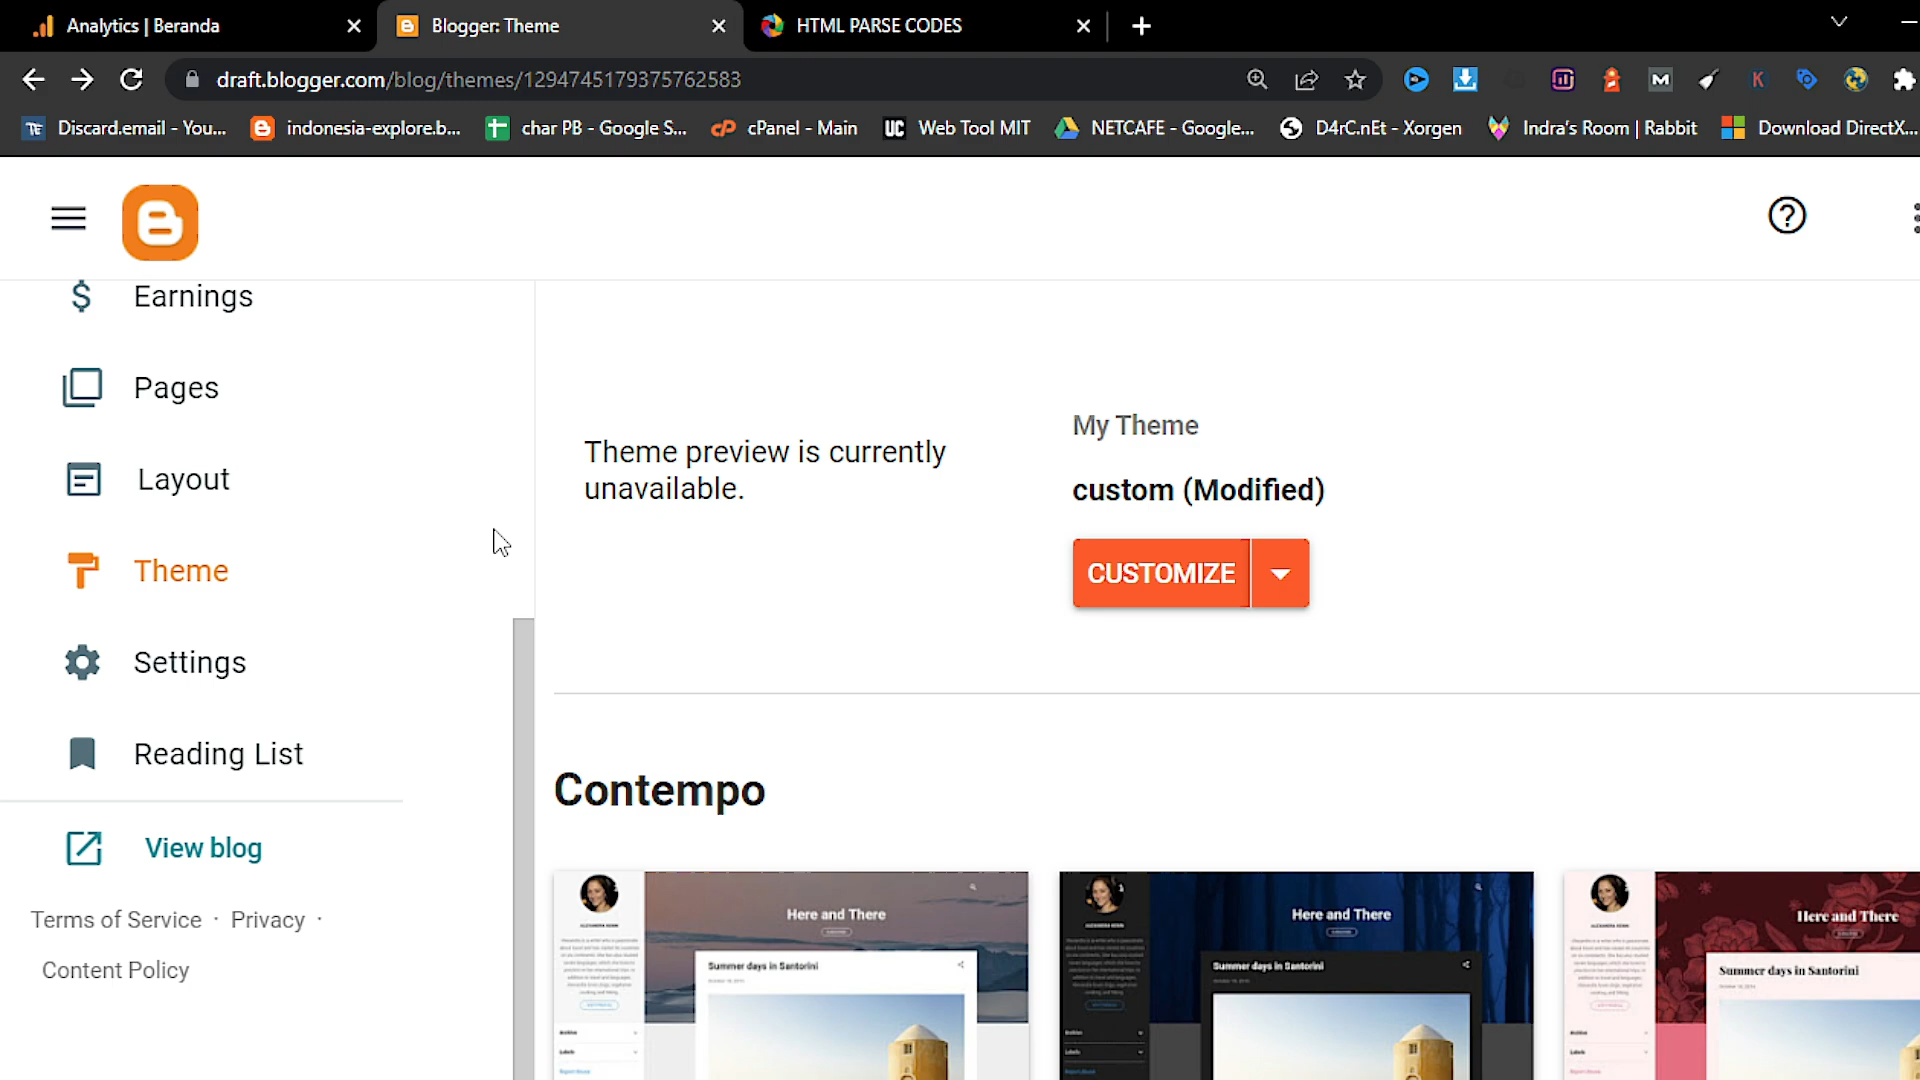 Analytics | Beranda
Blogger: Theme
HTML PARSE CODES
draft.blogger.com/blog/themes/1294745179375762583
TE Discard.email - You...
indonesia-explore.b...
char PB - Google S...
cP cPanel - Main
UC Web Tool MIT
NETCAFE - Google...
D4rC.nEt - Xorgen
Indra's Room | Rabbit
Download DirectX...
Earnings
Pages
Layout
Theme
Settings
Reading List
View blog
Terms of Service · Privacy ·
Content Policy
Theme preview is currently
unavailable.
My Theme
custom (Modified)
CUSTOMIZE
Contempo
Here and There
Summer days in Santorini
Here and There
Summer days in Santorini
Here and There
Summer days in Santorini